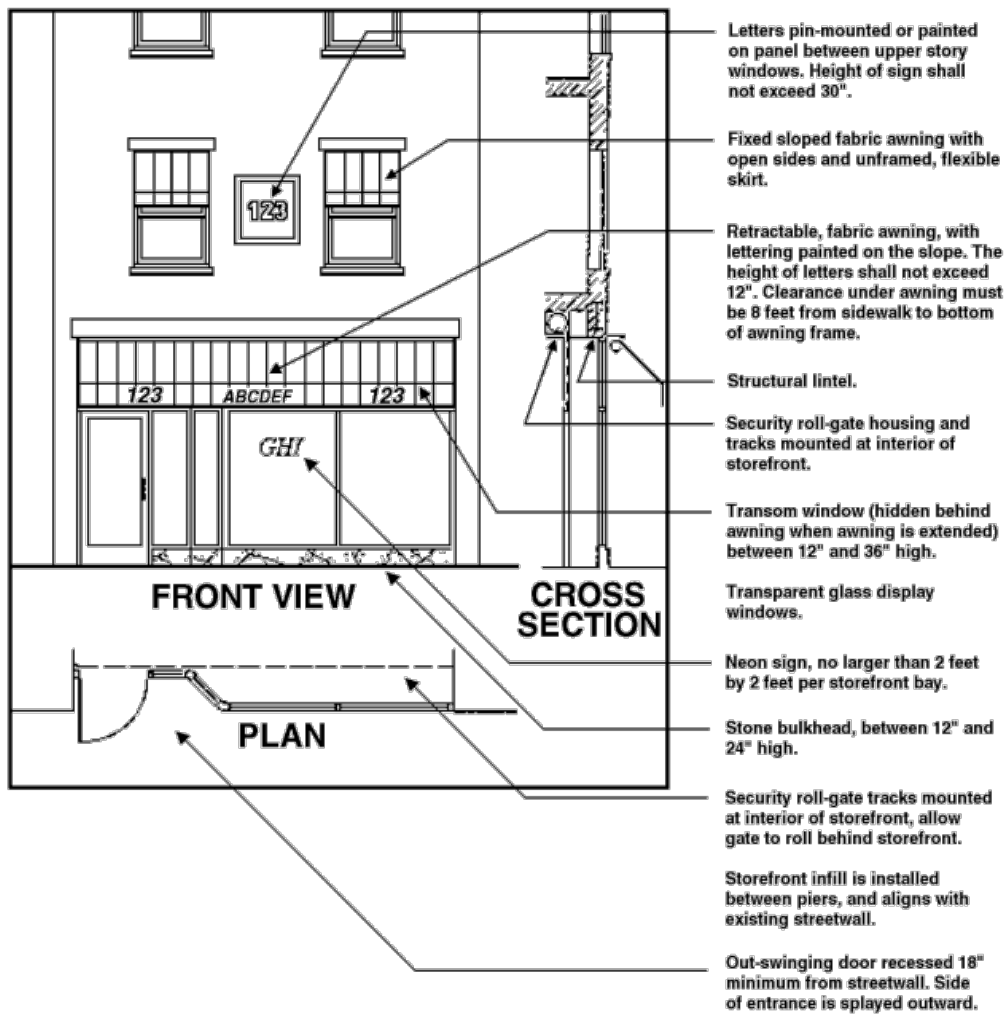 Letters pin-mounted or painted
on panel between upper story
windows. Height of sign shall
not exceed 30".
Fixed sloped fabric awning with
open sides and unframed, flexible
skirt.
123
Retractable, fabric awning, with
lettering painted on the slope. The
height of letters shall not exceed
12". Clearance under awning must
be 8 feet from sidewalk to bottom
of awning frame.
Structural lintel.
123 ABCDEF 123
Security roll-gate housing and
tracks mounted at interior of
storefront.
GHI
Transom window (hidden behind
awning when awning is extended)
between 12" and 36" high.
Transparent glass display
windows.
FRONT VIEW
CROSS
SECTION
Neon sign, no larger than 2 feet
by 2 feet per storefront bay.
PLAN
Stone bulkhead, between 12" and
24" high.
Security roll-gate tracks mounted
at interior of storefront, allow
gate to roll behind storefront.
Storefront infill is installed
between piers, and aligns with
existing streetwall.
Out-swinging door recessed 18"
minimum from streetwall. Side
of entrance is splayed outward.